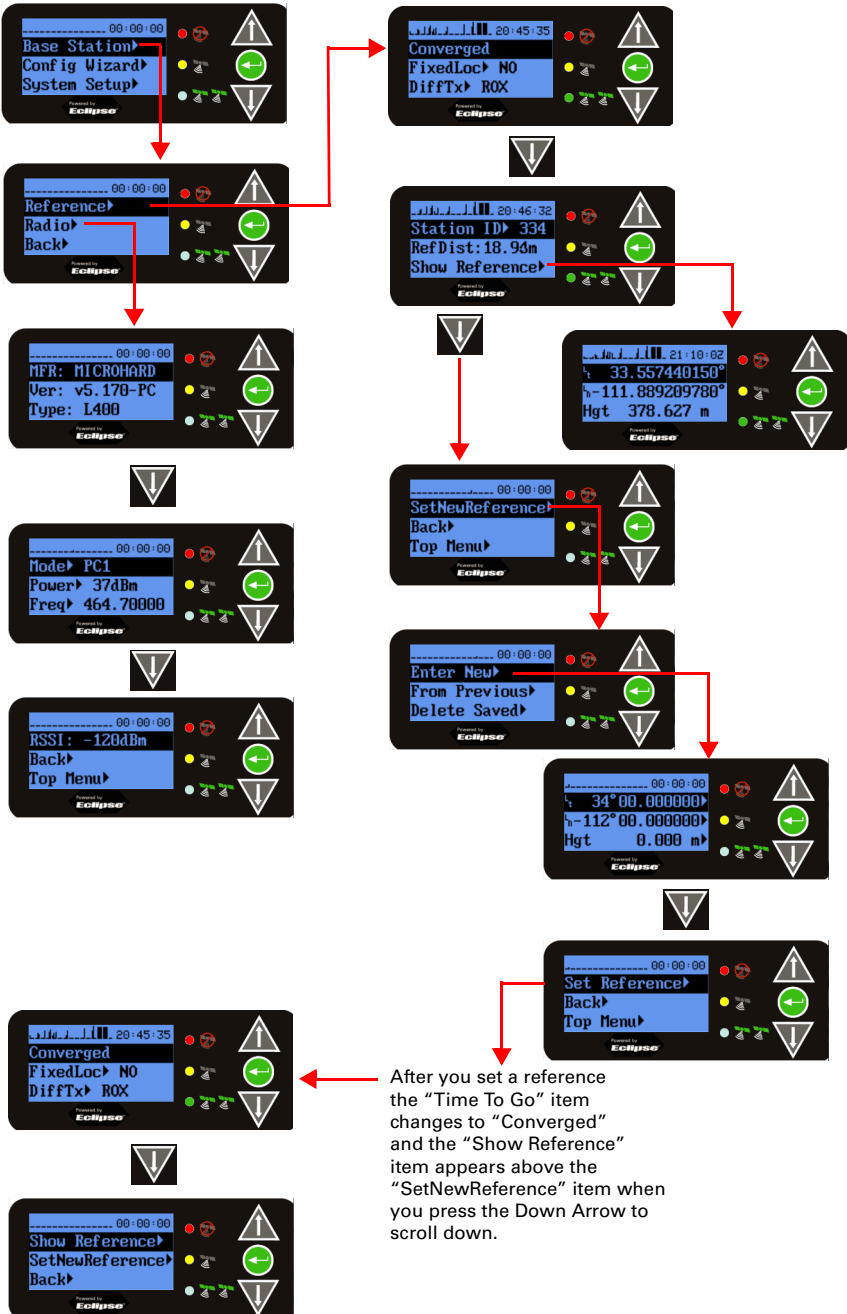 00:00:00
Base Station
Config Wizard
System Setup
Powered by
Eclipse
00:00:00
Reference
Radio
Back
Powered by
Eclipse
00:00:00
MFR: MICROHARD
Ver: v5.170-PC
Type: L400
Powered by
Eclipse
00:00:00
Mode PC1
Power 37dBm
Freq 464.70000
Powered by
Eclipse
00:00:00
RSSI: -120dBm
Back
Top Menu
Powered by
Eclipse
20:45:35
Converged
FixedLoc NO
DiffTx ROX
Powered by
Eclipse
20:46:32
Station ID 334
RefDist:18.93m
Show Reference
Powered by
Eclipse
21:10:02
33.557440150°
-111.889209780°
Hgt 378.627 m
Powered by
Eclipse
00:00:00
SetNewReference
Back
Top Menu
Powered by
Eclipse
00:00:00
Enter New
From Previous
Delete Saved
Powered by
Eclipse
00:00:00
34°00.000000
-112°00.000000
Hgt 0.000 m
Powered by
Eclipse
00:00:00
Set Reference
Back
Top Menu
Powered by
Eclipse
After you set a reference
the “Time To Go” item
changes to “Converged”
and the “Show Reference”
item appears above the
“SetNewReference” item when
you press the Down Arrow to
scroll down.
20:45:35
Converged
FixedLoc NO
DiffTx ROX
Powered by
Eclipse
00:00:00
Show Reference
SetNewReference
Back
Powered by
Eclipse